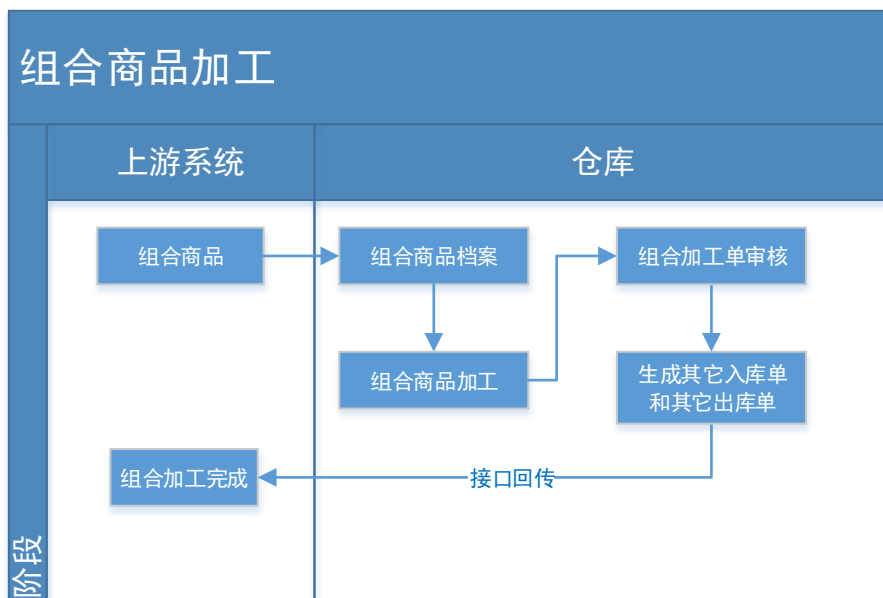 组合商品加工
上游系统
仓库
组合商品
组合商品档案
组合加工单审核
组合商品加工
生成其它入库单
和其它出库单
组合加工完成
接口回传
阶段